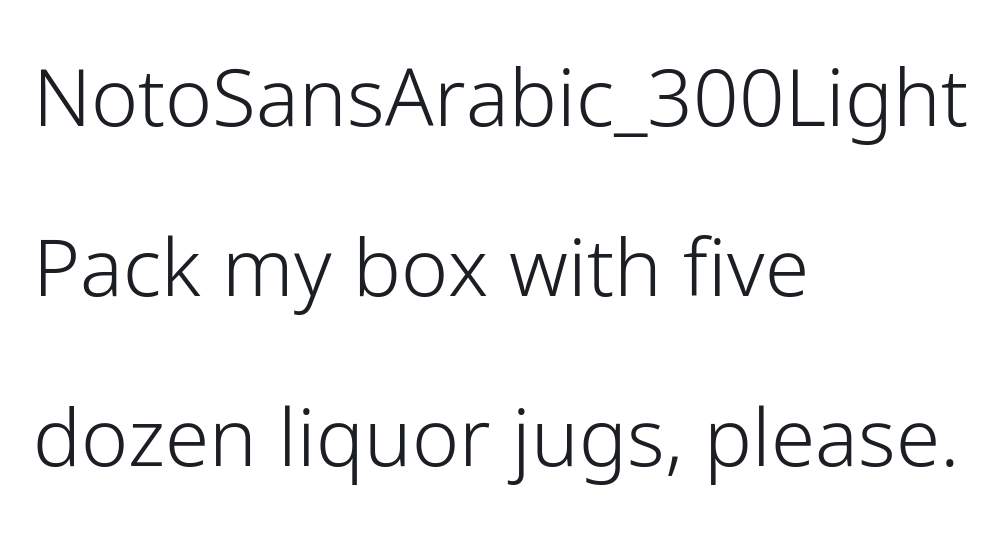 NotoSansArabic_300Light
Pack my box with five
dozen liquor jugs, please.